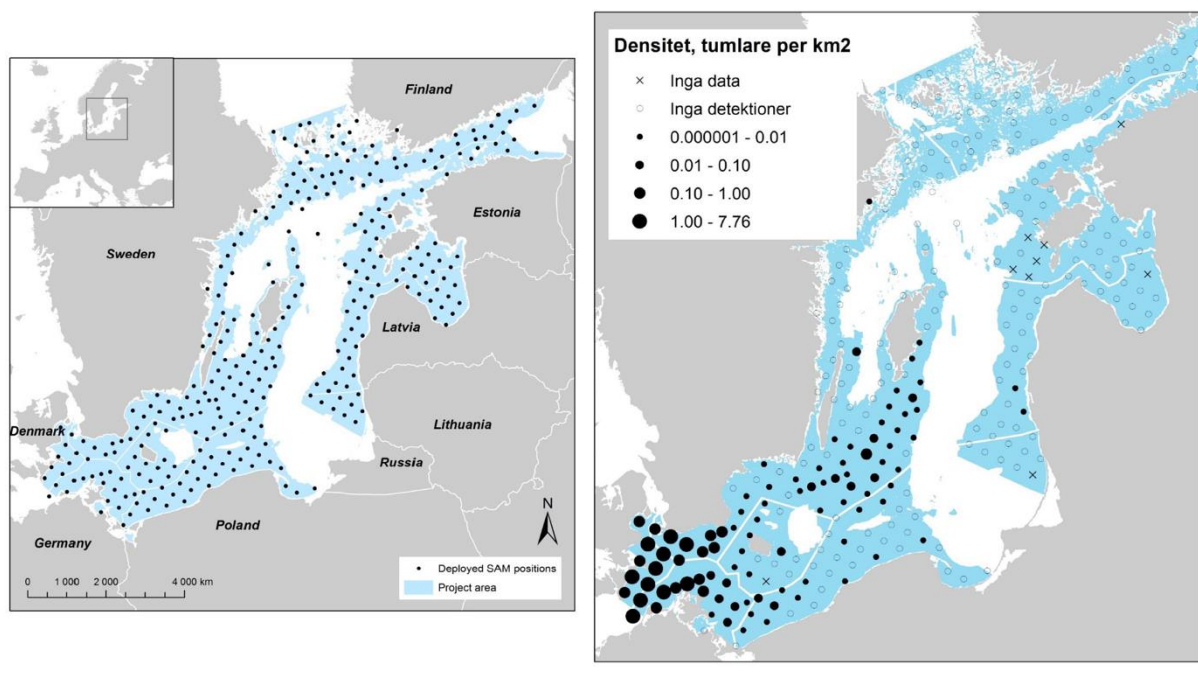 Finland
Estonia
Sweden
Latvia
Denmark
Lithuania
Russia
Poland
Germany
N
0 1 000 2 000 4 000 km
Deployed SAM positions
Project area
Densitet, tumlare per km2
Inga data
Inga detektioner
0.000001 - 0.01
0.01 - 0.10
0.10 - 1.00
1.00 - 7.76